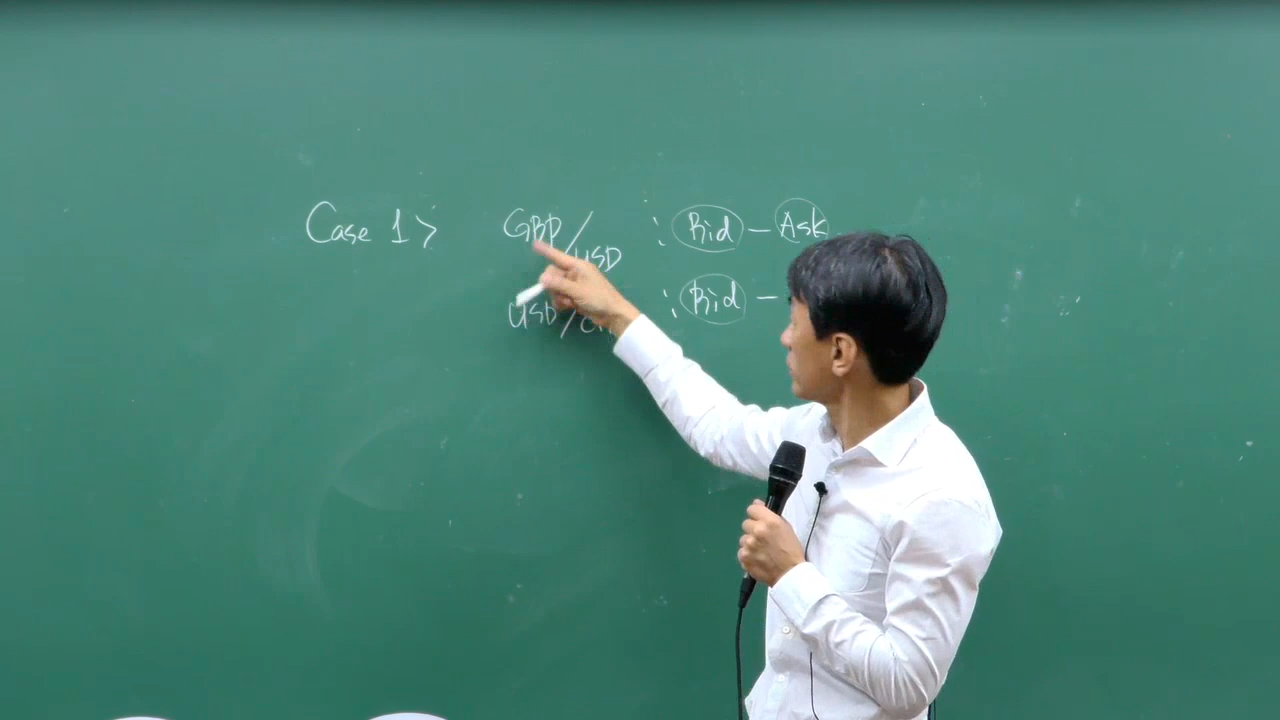 Case 1> GBP/USD : Bid - Ask
USD/ : Bid -